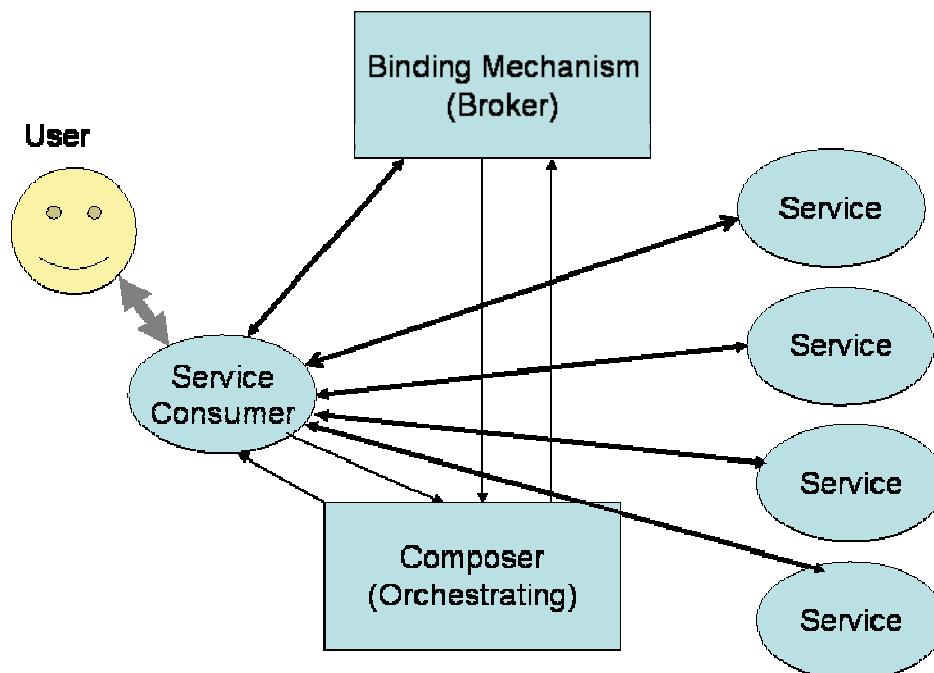 Binding Mechanism
(Broker)
User
Service
Service
Service
Consumer
Service
Composer
(Orchestrating)
Service